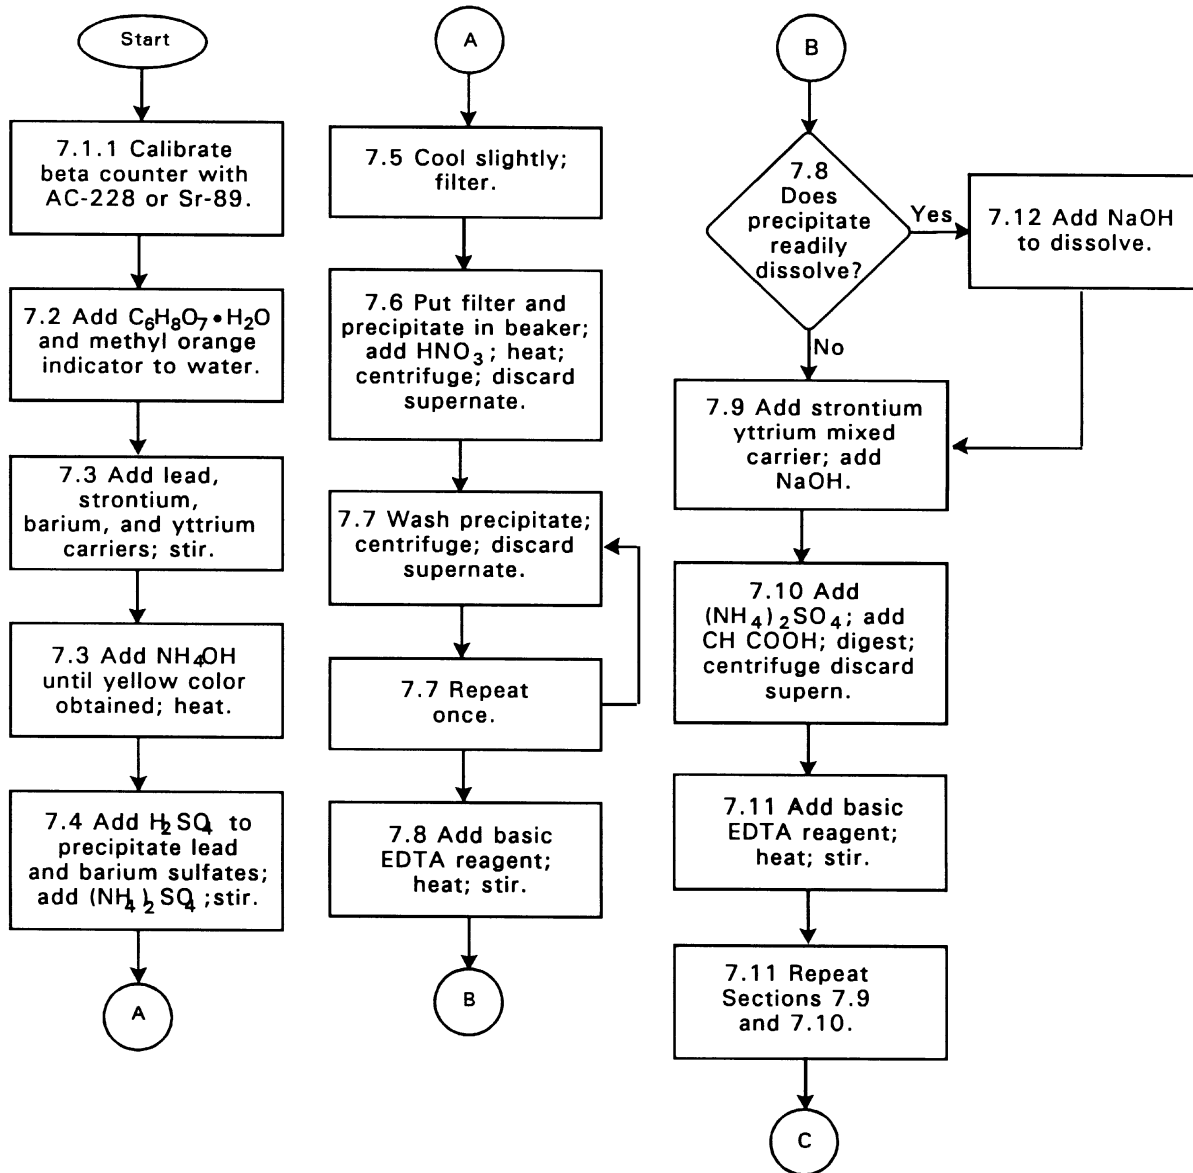 Start
7.1.1 Calibrate
beta counter with
AC-228 or Sr-89.
7.2 Add C₆H₈O₇•H₂O
and methyl orange
indicator to water.
7.3 Add lead,
strontium,
barium, and yttrium
carriers; stir.
7.3 Add NH₄OH
until yellow color
obtained; heat.
7.4 Add H₂SO₄ to
precipitate lead
and barium sulfates;
add (NH₄)₂SO₄;stir.
A
A
7.5 Cool slightly;
filter.
7.6 Put filter and
precipitate in beaker;
add HNO₃; heat;
centrifuge; discard
supernate.
7.7 Wash precipitate;
centrifuge; discard
supernate.
7.7 Repeat
once.
7.8 Add basic
EDTA reagent;
heat; stir.
B
B
7.8
Does
precipitate
readily
dissolve?
Yes
7.12 Add NaOH
to dissolve.
No
7.9 Add strontium
yttrium mixed
carrier; add
NaOH.
7.10 Add
(NH₄)₂SO₄; add
CH COOH; digest;
centrifuge discard
supern.
7.11 Add basic
EDTA reagent;
heat; stir.
7.11 Repeat
Sections 7.9
and 7.10.
C